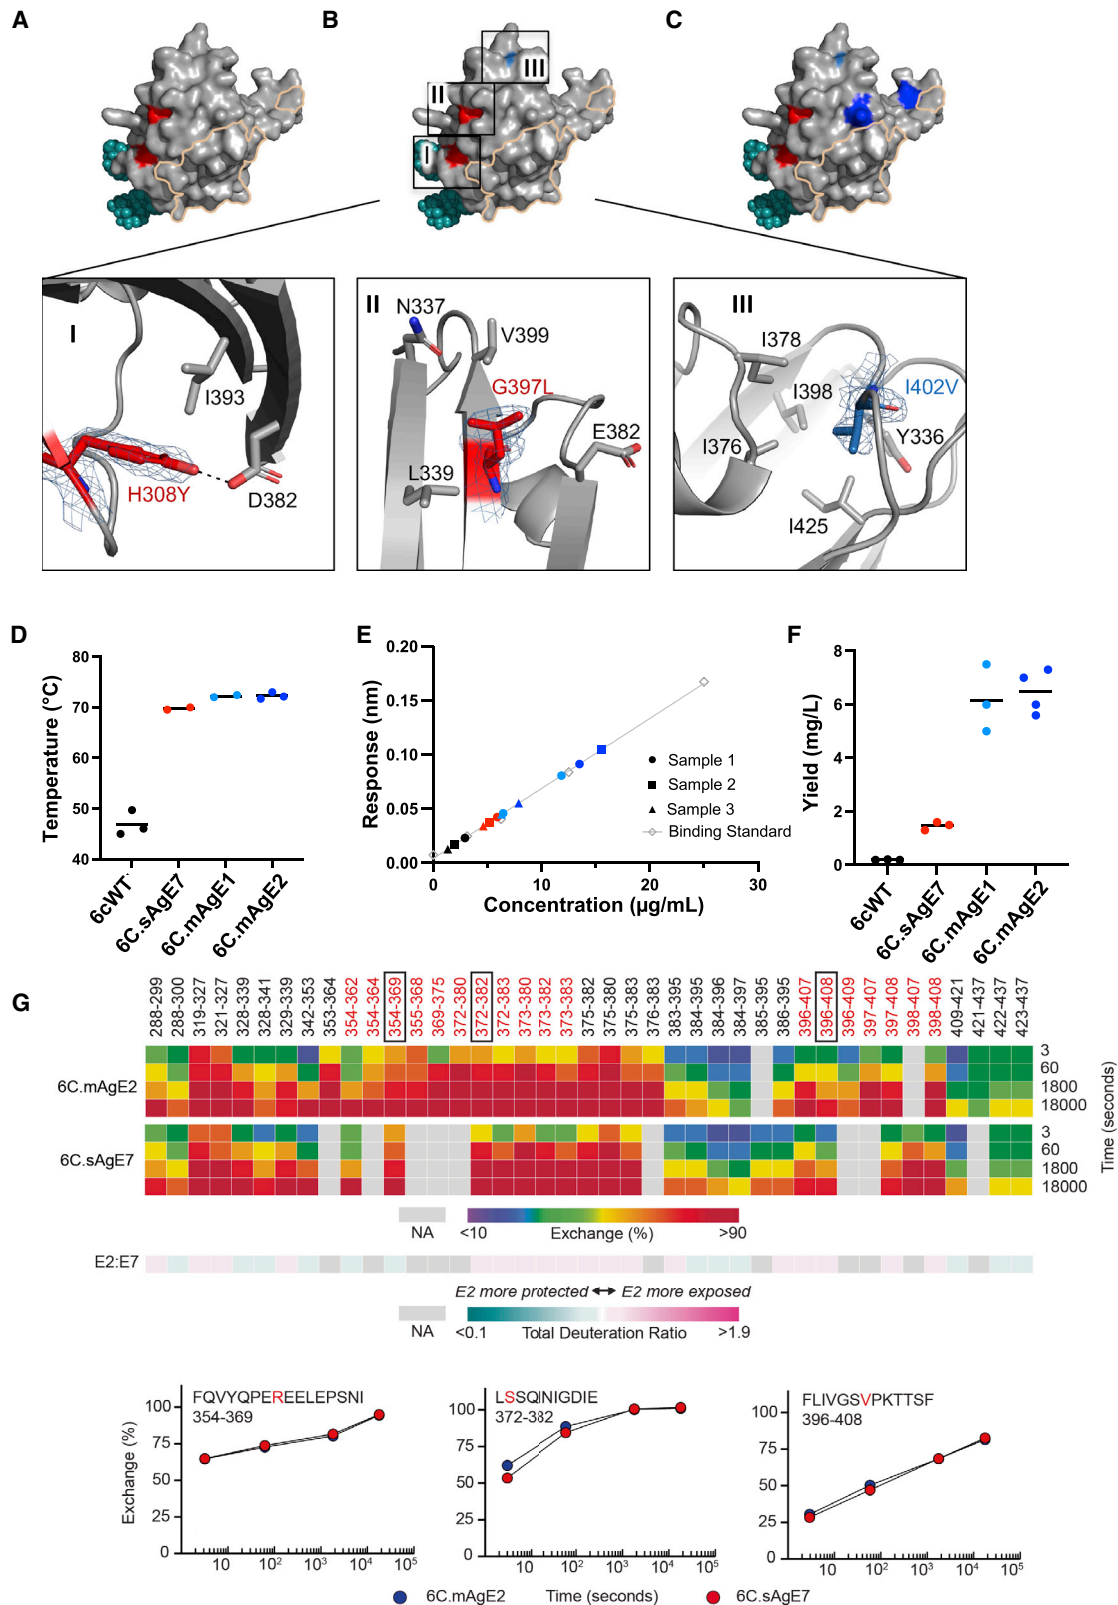 A
B
C
III
II
I
I
I393
H308Y
D382
II
N337
V399
G397L
E382
L339
III
I378
I398
I402V
I376
Y336
I425
D
Temperature (°C)
80
70
60
50
40
6cWT
6C.sAgE7
6C.mAgE1
6C.mAgE2
E
Response (nm)
0.20
0.15
0.10
0.05
0.00
0
10
20
30
Concentration (µg/mL)
Sample 1
Sample 2
Sample 3
Binding Standard
F
Yield (mg/L)
8
6
4
2
0
6cWT
6C.sAgE7
6C.mAgE1
6C.mAgE2
G
288-299
288-300
319-327
321-327
328-339
328-341
329-339
342-353
353-364
354-362
354-364
354-369
355-368
369-375
372-380
372-382
372-383
373-380
373-382
373-383
375-380
375-382
375-383
376-383
383-395
384-395
384-396
384-397
385-395
386-395
396-407
396-408
396-409
397-407
397-408
398-407
398-408
409-421
421-437
422-437
423-437
6C.mAgE2
3
60
1800
18000
6C.sAgE7
3
60
1800
18000
Time (seconds)
NA
<10
Exchange (%)
>90
E2:E7
E2 more protected ↔ E2 more exposed
NA
<0.1
Total Deuteration Ratio
>1.9
Exchange (%)
100
75
50
25
0
FQVYQPEREELEPSNI
354-369
10
10²
10³
10⁴
10⁵
100
75
50
25
0
LSSQNIGDIE
372-382
10
10²
10³
10⁴
10⁵
100
75
50
25
0
FLIVGSVPKTTSF
396-408
10
10²
10³
10⁴
10⁵
6C.mAgE2
Time (seconds)
6C.sAgE7